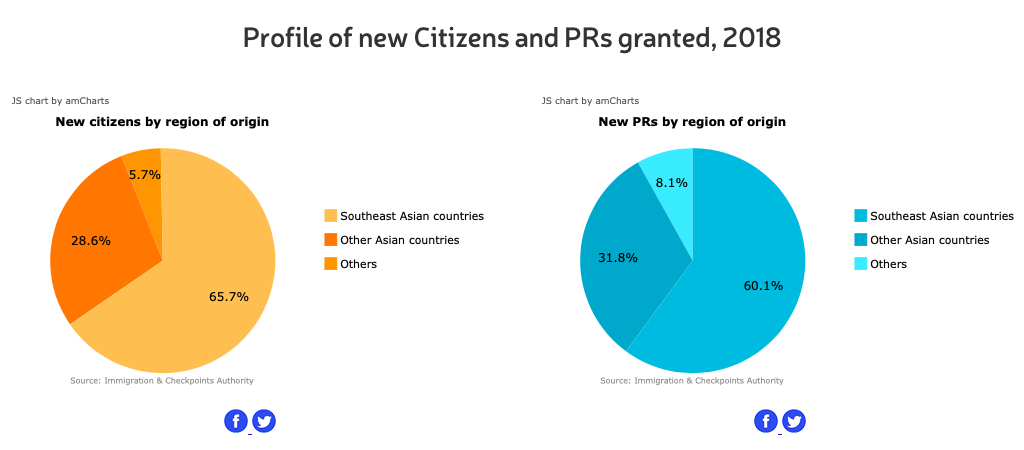 Profile of new Citizens and PRs granted, 2018
JS chart by amCharts
New citizens by region of origin
5.7%
28.6%
65.7%
Southeast Asian countries
Other Asian countries
Others
Source: Immigration & Checkpoints Authority
JS chart by amCharts
New PRs by region of origin
8.1%
31.8%
60.1%
Southeast Asian countries
Other Asian countries
Others
Source: Immigration & Checkpoints Authority